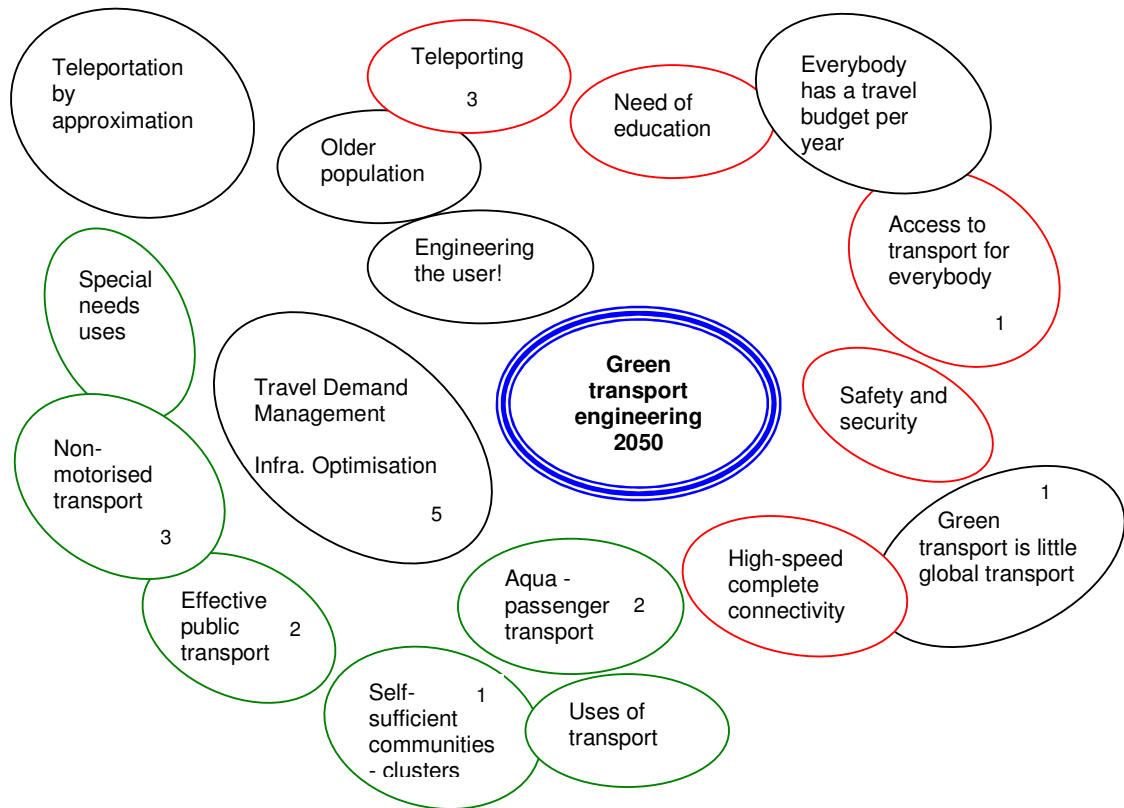 Teleportation
by
approximation
Teleporting
3
Need of
education
Everybody
has a travel
budget per
year
Older
population
Engineering
the user!
Access to
transport for
everybody
1
Special
needs
uses
Travel Demand
Management
Infra. Optimisation
5
Green
transport
engineering
2050
Safety and
security
Non-
motorised
transport
3
1
Green
transport is little
global transport
High-speed
complete
connectivity
Aqua -
passenger
transport
2
Effective
public
transport
2
Self-
sufficient
communities
- clusters
1
Uses of
transport